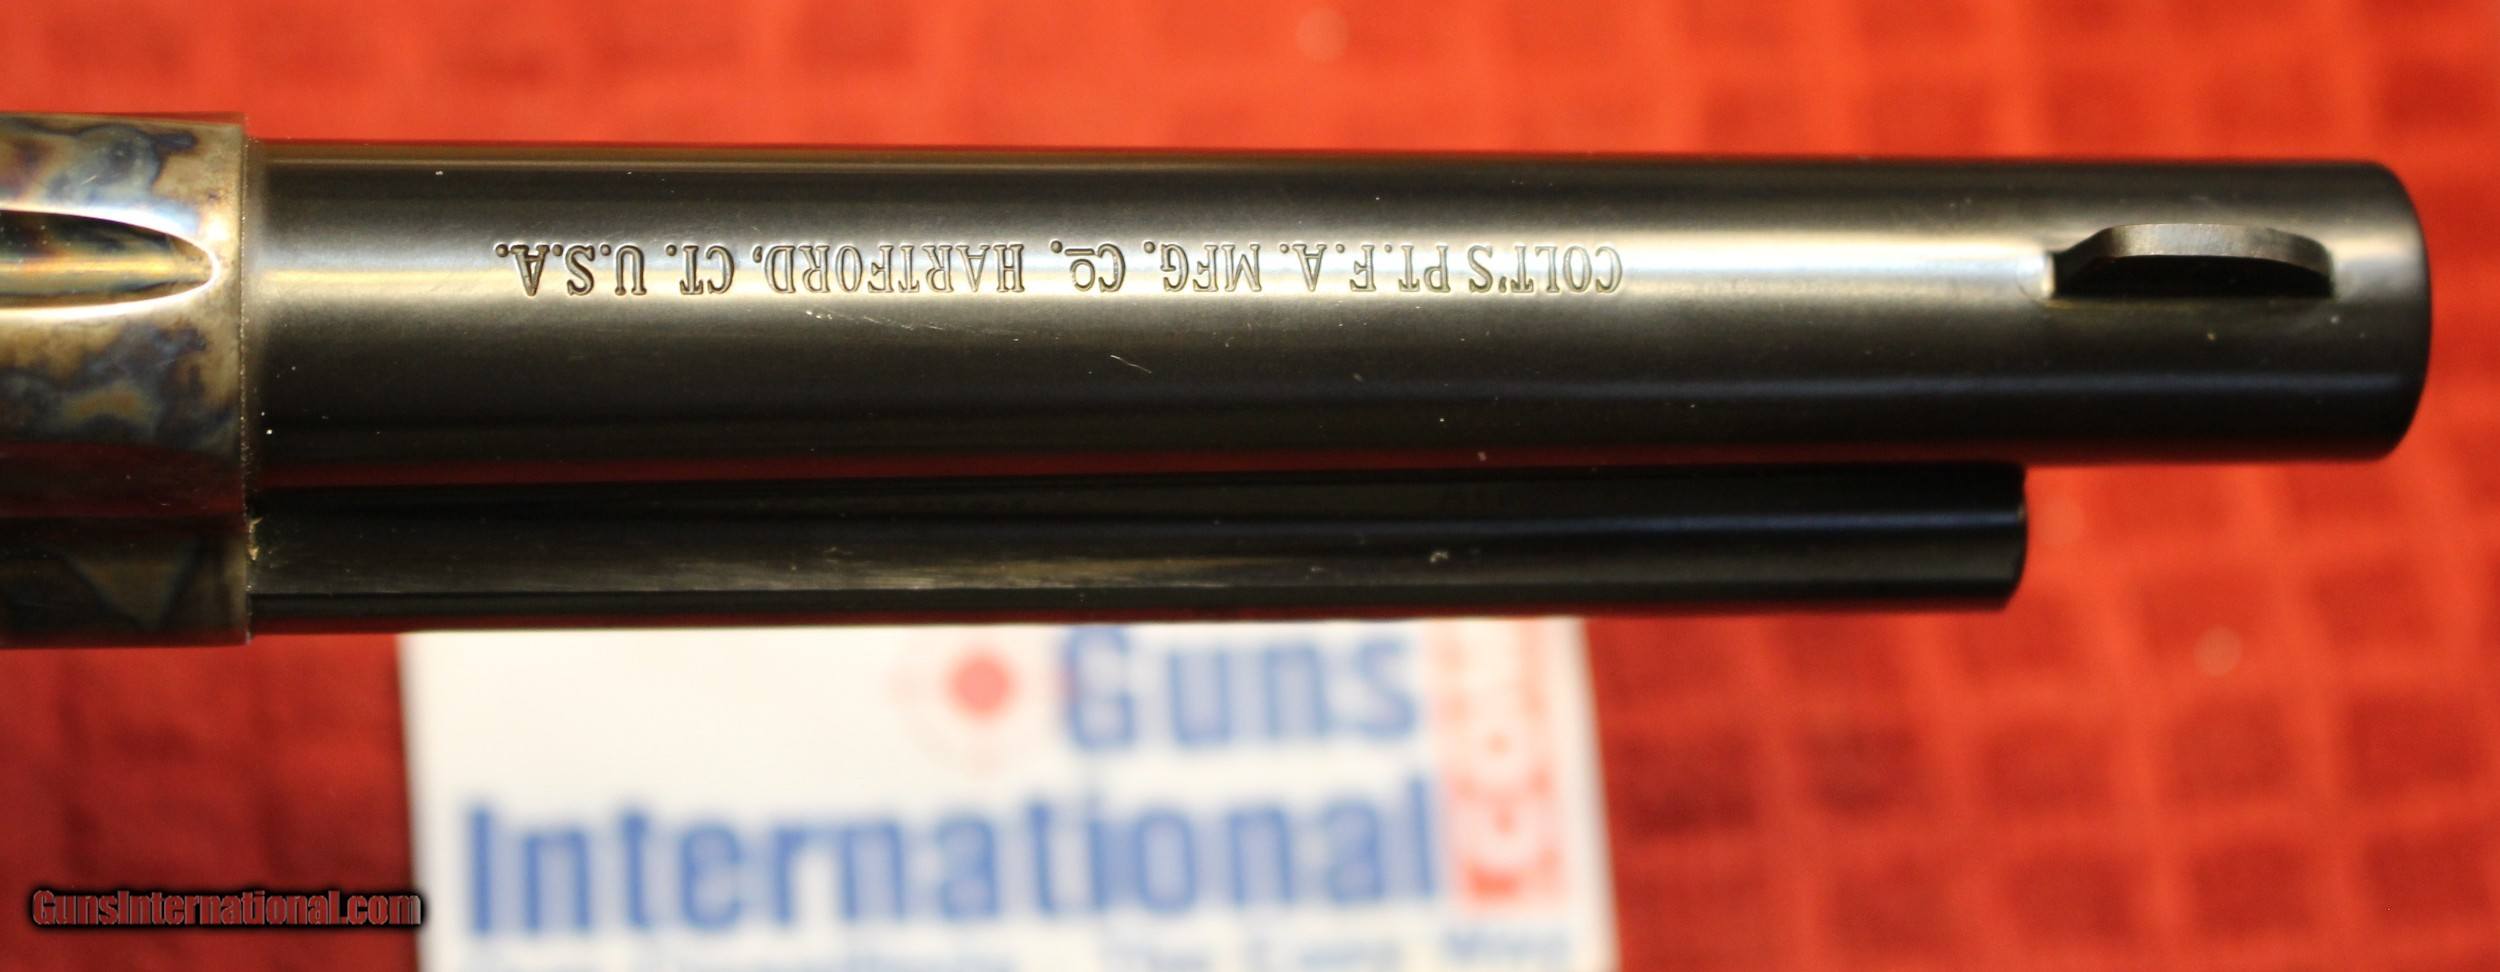 COLT'S PT. F. A. MFG. Co. HARTFORD, CT. U.S.A.
Guns
International
GunsInternational.com